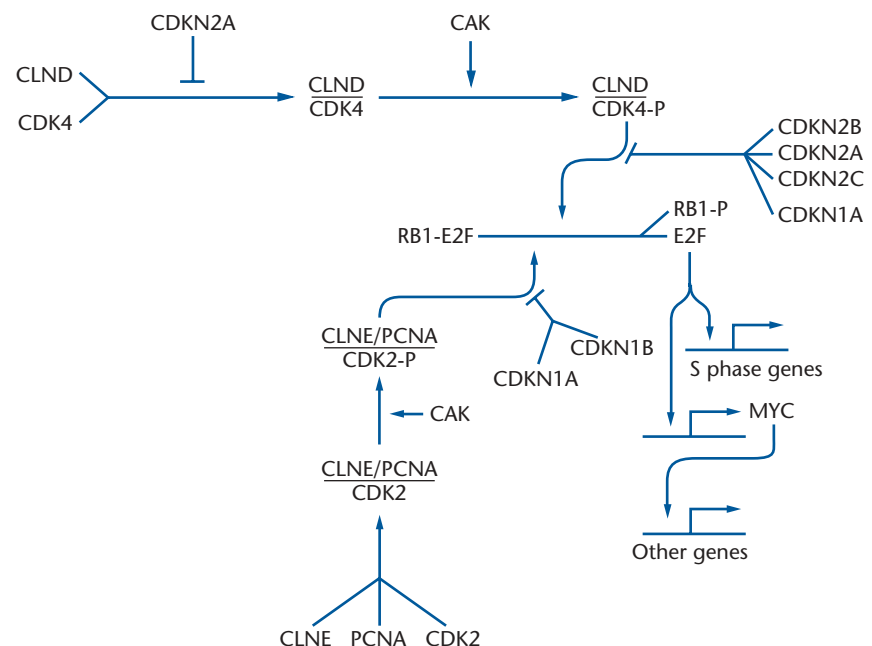 CDKN2A
CAK
CLND
CDK4
CLND
CDK4
CLND
CDK4-P
CDKN2B
CDKN2A
CDKN2C
CDKN1A
RB1-E2F
RB1-P
E2F
CLNE/PCNA
CDK2-P
CDKN1B
CDKN1A
S phase genes
CAK
MYC
CLNE/PCNA
CDK2
Other genes
CLNE PCNA CDK2